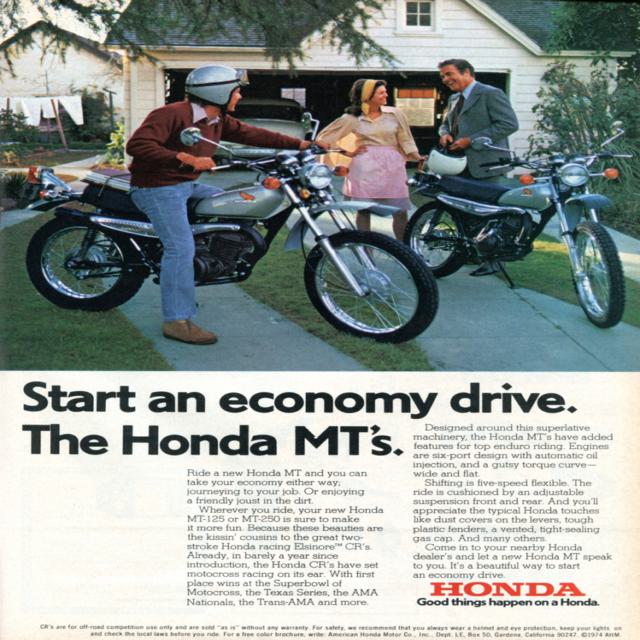 Start an economy drive.
The Honda MT's.
Ride a new Honda MT and you can
take your economy either way;
journeying to your job. Or enjoying
a friendly joust in the dirt.
Wherever you ride, your new Honda
MT-125 or MT-250 is sure to make
it more fun. Because these beauties are
the kissin' cousins to the great two-
stroke Honda racing Elsinore™ CR's.
Already, in barely a year since
introduction, the Honda CR's have set
motocross racing on its ear. With first
place wins at the Superbowl of
Motocross, the Texas Series, the AMA
Nationals, the Trans-AMA and more.
Designed around this superlative
machinery, the Honda MT's have added
features for top enduro riding. Engines
are six-port design with automatic oil
injection, and a gutsy torque curve—
wide and flat.
Shifting is five-speed flexible. The
ride is cushioned by an adjustable
suspension front and rear. And you'll
appreciate the typical Honda touches
like dust covers on the levers, tough
plastic fenders, a vented, tight-sealing
gas cap. And many others.
Come in to your nearby Honda
dealer's and let a new Honda MT speak
to you. It's a beautiful way to start
an economy drive.
HONDA
Good things happen on a Honda.
CR's are for off-road competition use only and are sold "as is" without any warranty. For safety, we recommend that you always wear a helmet and eye protection, keep your lights on
and check the local laws before you ride. For a free color brochure, write: American Honda Motor Co., Inc., Dept. LE, Box 50, Gardena, California 90247. ©1974 AHM